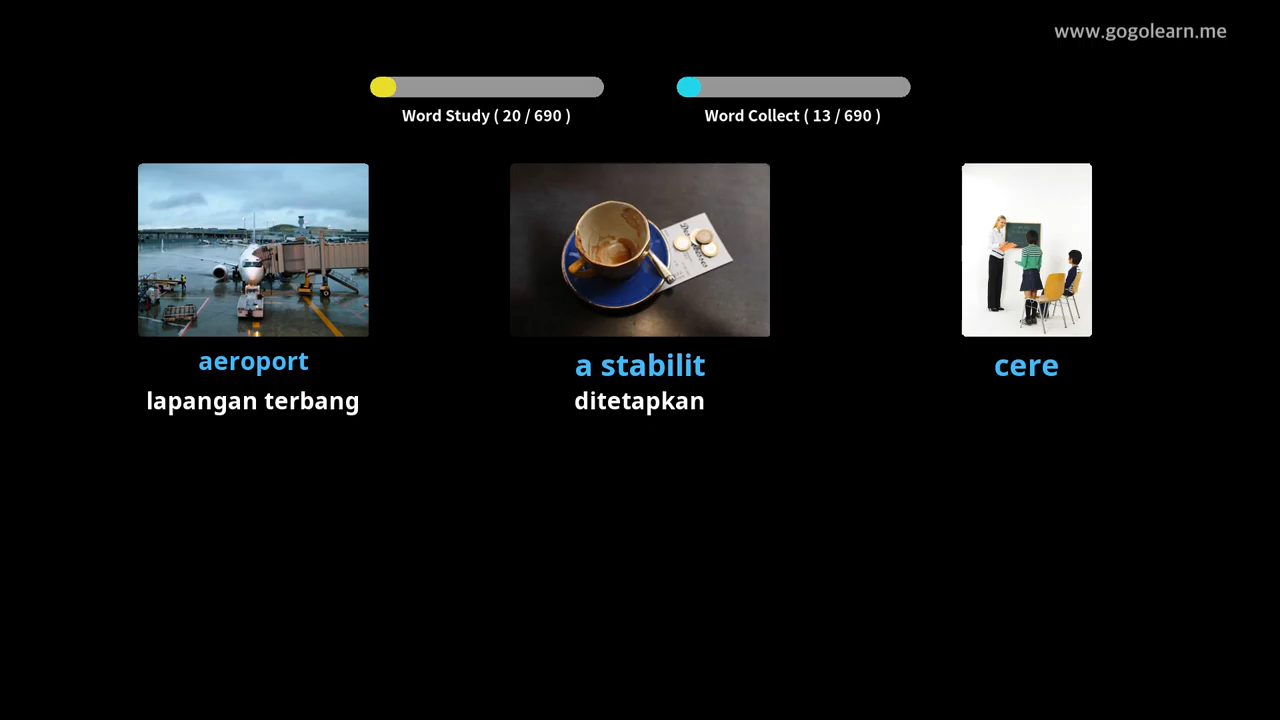 www.gogolearn.me
Word Study ( 20 / 690 )
Word Collect ( 13 / 690 )
aeroport
a stabilit
cere
lapangan terbang
ditetapkan